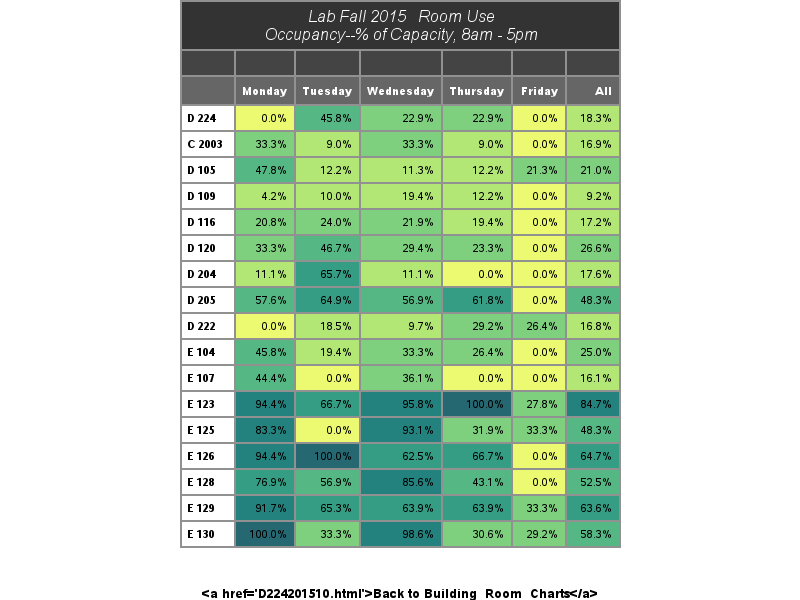 Lab Fall 2015 Room Use
Occupancy--% of Capacity, 8am - 5pm
Monday Tuesday Wednesday Thursday Friday All
D 224 0.0% 45.8% 22.9% 22.9% 0.0% 18.3%
C 2003 33.3% 9.0% 33.3% 9.0% 0.0% 16.9%
D 105 47.8% 12.2% 11.3% 12.2% 21.3% 21.0%
D 109 4.2% 10.0% 19.4% 12.2% 0.0% 9.2%
D 116 20.8% 24.0% 21.9% 19.4% 0.0% 17.2%
D 120 33.3% 46.7% 29.4% 23.3% 0.0% 26.6%
D 204 11.1% 65.7% 11.1% 0.0% 0.0% 17.6%
D 205 57.6% 64.9% 56.9% 61.8% 0.0% 48.3%
D 222 0.0% 18.5% 9.7% 29.2% 26.4% 16.8%
E 104 45.8% 19.4% 33.3% 26.4% 0.0% 25.0%
E 107 44.4% 0.0% 36.1% 0.0% 0.0% 16.1%
E 123 94.4% 66.7% 95.8% 100.0% 27.8% 84.7%
E 125 83.3% 0.0% 93.1% 31.9% 33.3% 48.3%
E 126 94.4% 100.0% 62.5% 66.7% 0.0% 64.7%
E 128 76.9% 56.9% 85.6% 43.1% 0.0% 52.5%
E 129 91.7% 65.3% 63.9% 63.9% 33.3% 63.6%
E 130 100.0% 33.3% 98.6% 30.6% 29.2% 58.3%
<a href='D224201510.html'>Back to Building Room Charts</a>